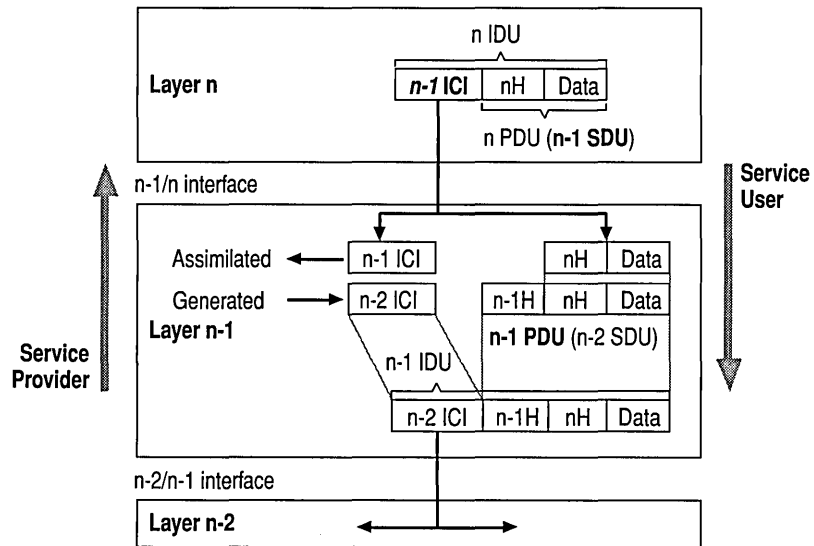 n IDU
Layer n
n-1 ICI
nH
Data
n PDU (n-1 SDU)
n-1/n interface
Service
User
Assimilated
n-1 ICI
nH
Data
Generated
n-2 ICI
n-1H
nH
Data
Layer n-1
n-1 PDU (n-2 SDU)
Service
Provider
n-1 IDU
n-2 ICI
n-1H
nH
Data
n-2/n-1 interface
Layer n-2